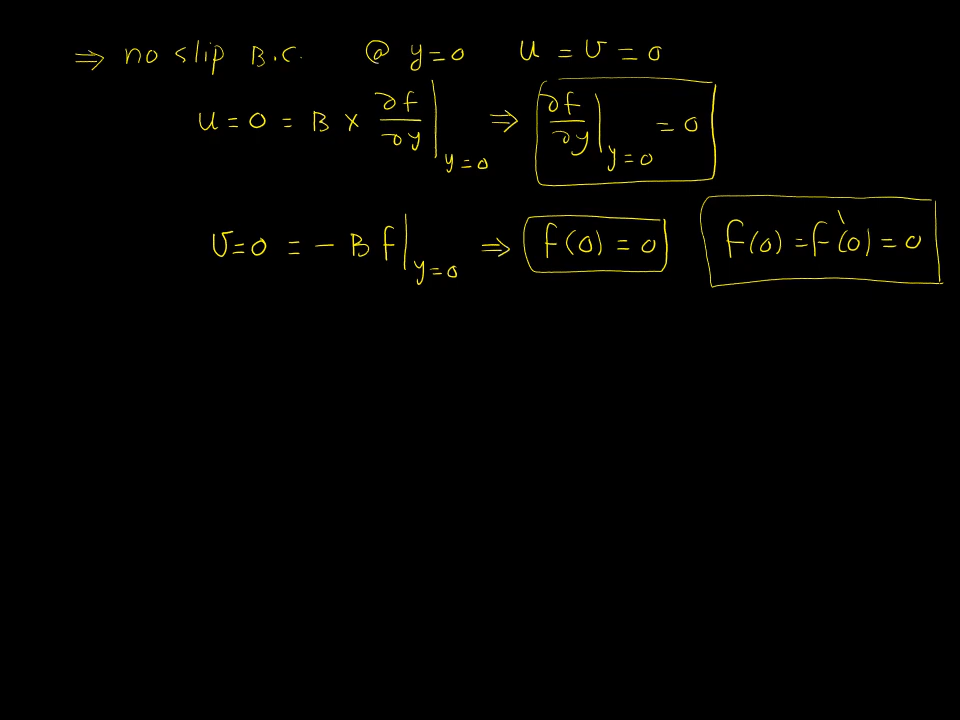 ⇒ no slip B.C. @ y=0 u = v = 0
u = 0 = B x ∂f/∂y |y=0 ⇒ ∂f/∂y |y=0 = 0
v=0 = - B f |y=0 ⇒ f(0) = 0 f(0) = f'(0) = 0